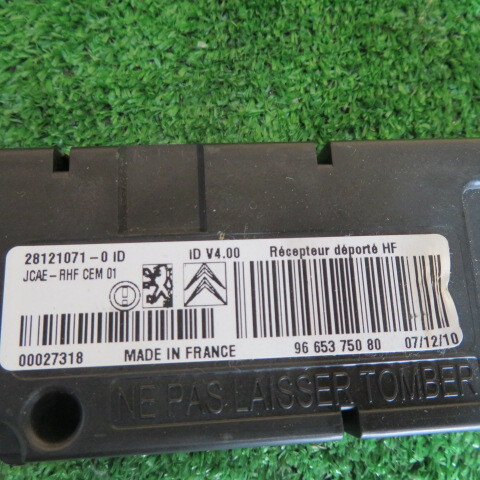 28121071-0 ID ID V4.00 Récepteur déporté HF
JCAE-RHF CEM 01
00027318 MADE IN FRANCE 96 653 750 80 07/12/10
NE PAS LAISSER TOMBER